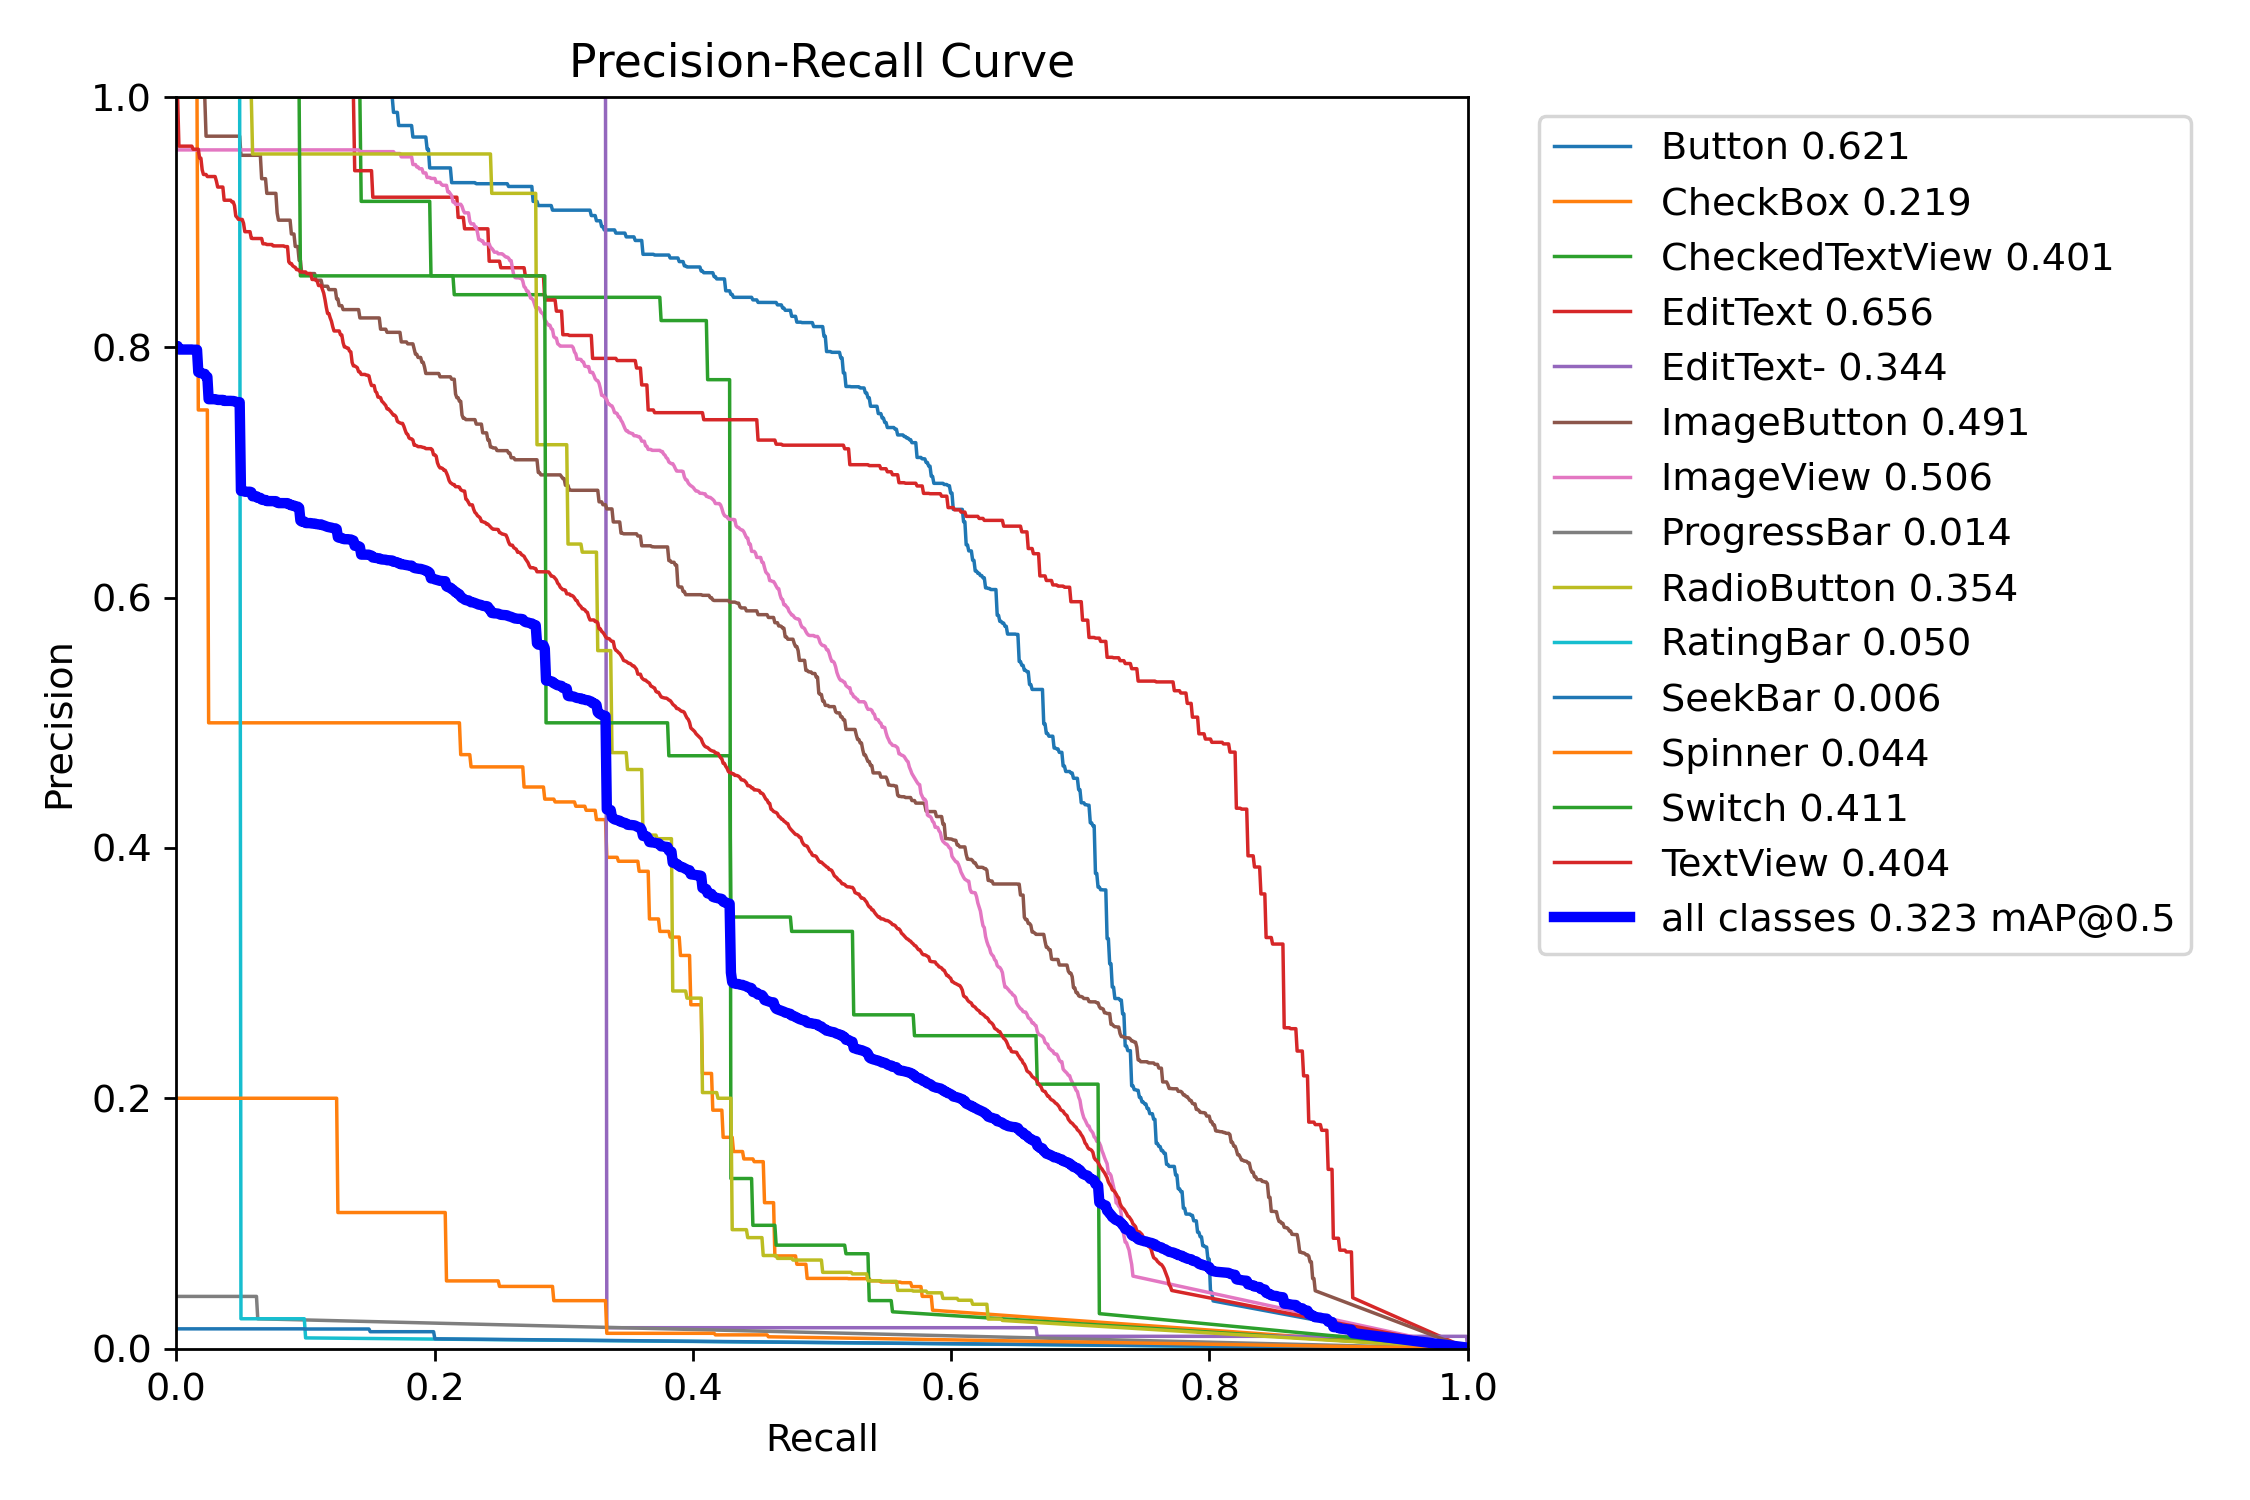 Precision-Recall Curve
1.0
0.8
0.6
0.4
0.2
0.0
Precision
0.0 0.2 0.4 0.6 0.8 1.0
Recall
Button 0.621
CheckBox 0.219
CheckedTextView 0.401
EditText 0.656
EditText- 0.344
ImageButton 0.491
ImageView 0.506
ProgressBar 0.014
RadioButton 0.354
RatingBar 0.050
SeekBar 0.006
Spinner 0.044
Switch 0.411
TextView 0.404
all classes 0.323 mAP@0.5